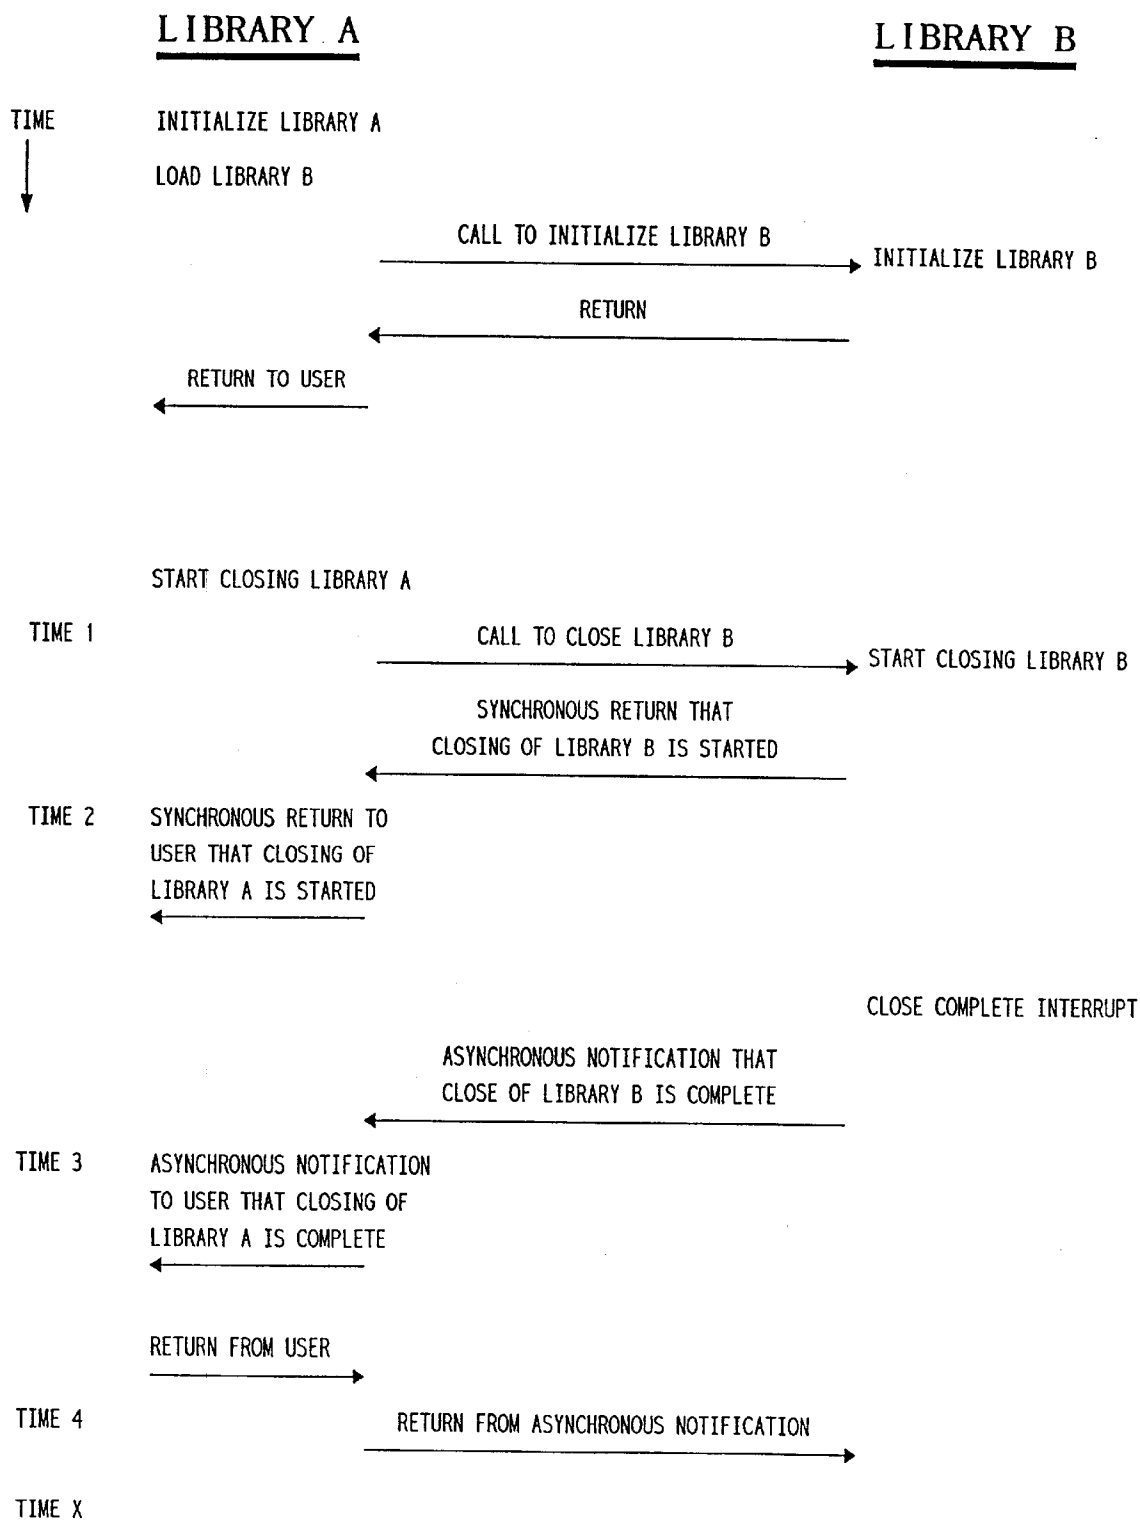 LIBRARY A
LIBRARY B
TIME
INITIALIZE LIBRARY A
LOAD LIBRARY B
CALL TO INITIALIZE LIBRARY B
INITIALIZE LIBRARY B
RETURN
RETURN TO USER
START CLOSING LIBRARY A
TIME 1
CALL TO CLOSE LIBRARY B
START CLOSING LIBRARY B
SYNCHRONOUS RETURN THAT
CLOSING OF LIBRARY B IS STARTED
TIME 2
SYNCHRONOUS RETURN TO
USER THAT CLOSING OF
LIBRARY A IS STARTED
CLOSE COMPLETE INTERRUPT
ASYNCHRONOUS NOTIFICATION THAT
CLOSE OF LIBRARY B IS COMPLETE
TIME 3
ASYNCHRONOUS NOTIFICATION
TO USER THAT CLOSING OF
LIBRARY A IS COMPLETE
RETURN FROM USER
TIME 4
RETURN FROM ASYNCHRONOUS NOTIFICATION
TIME X